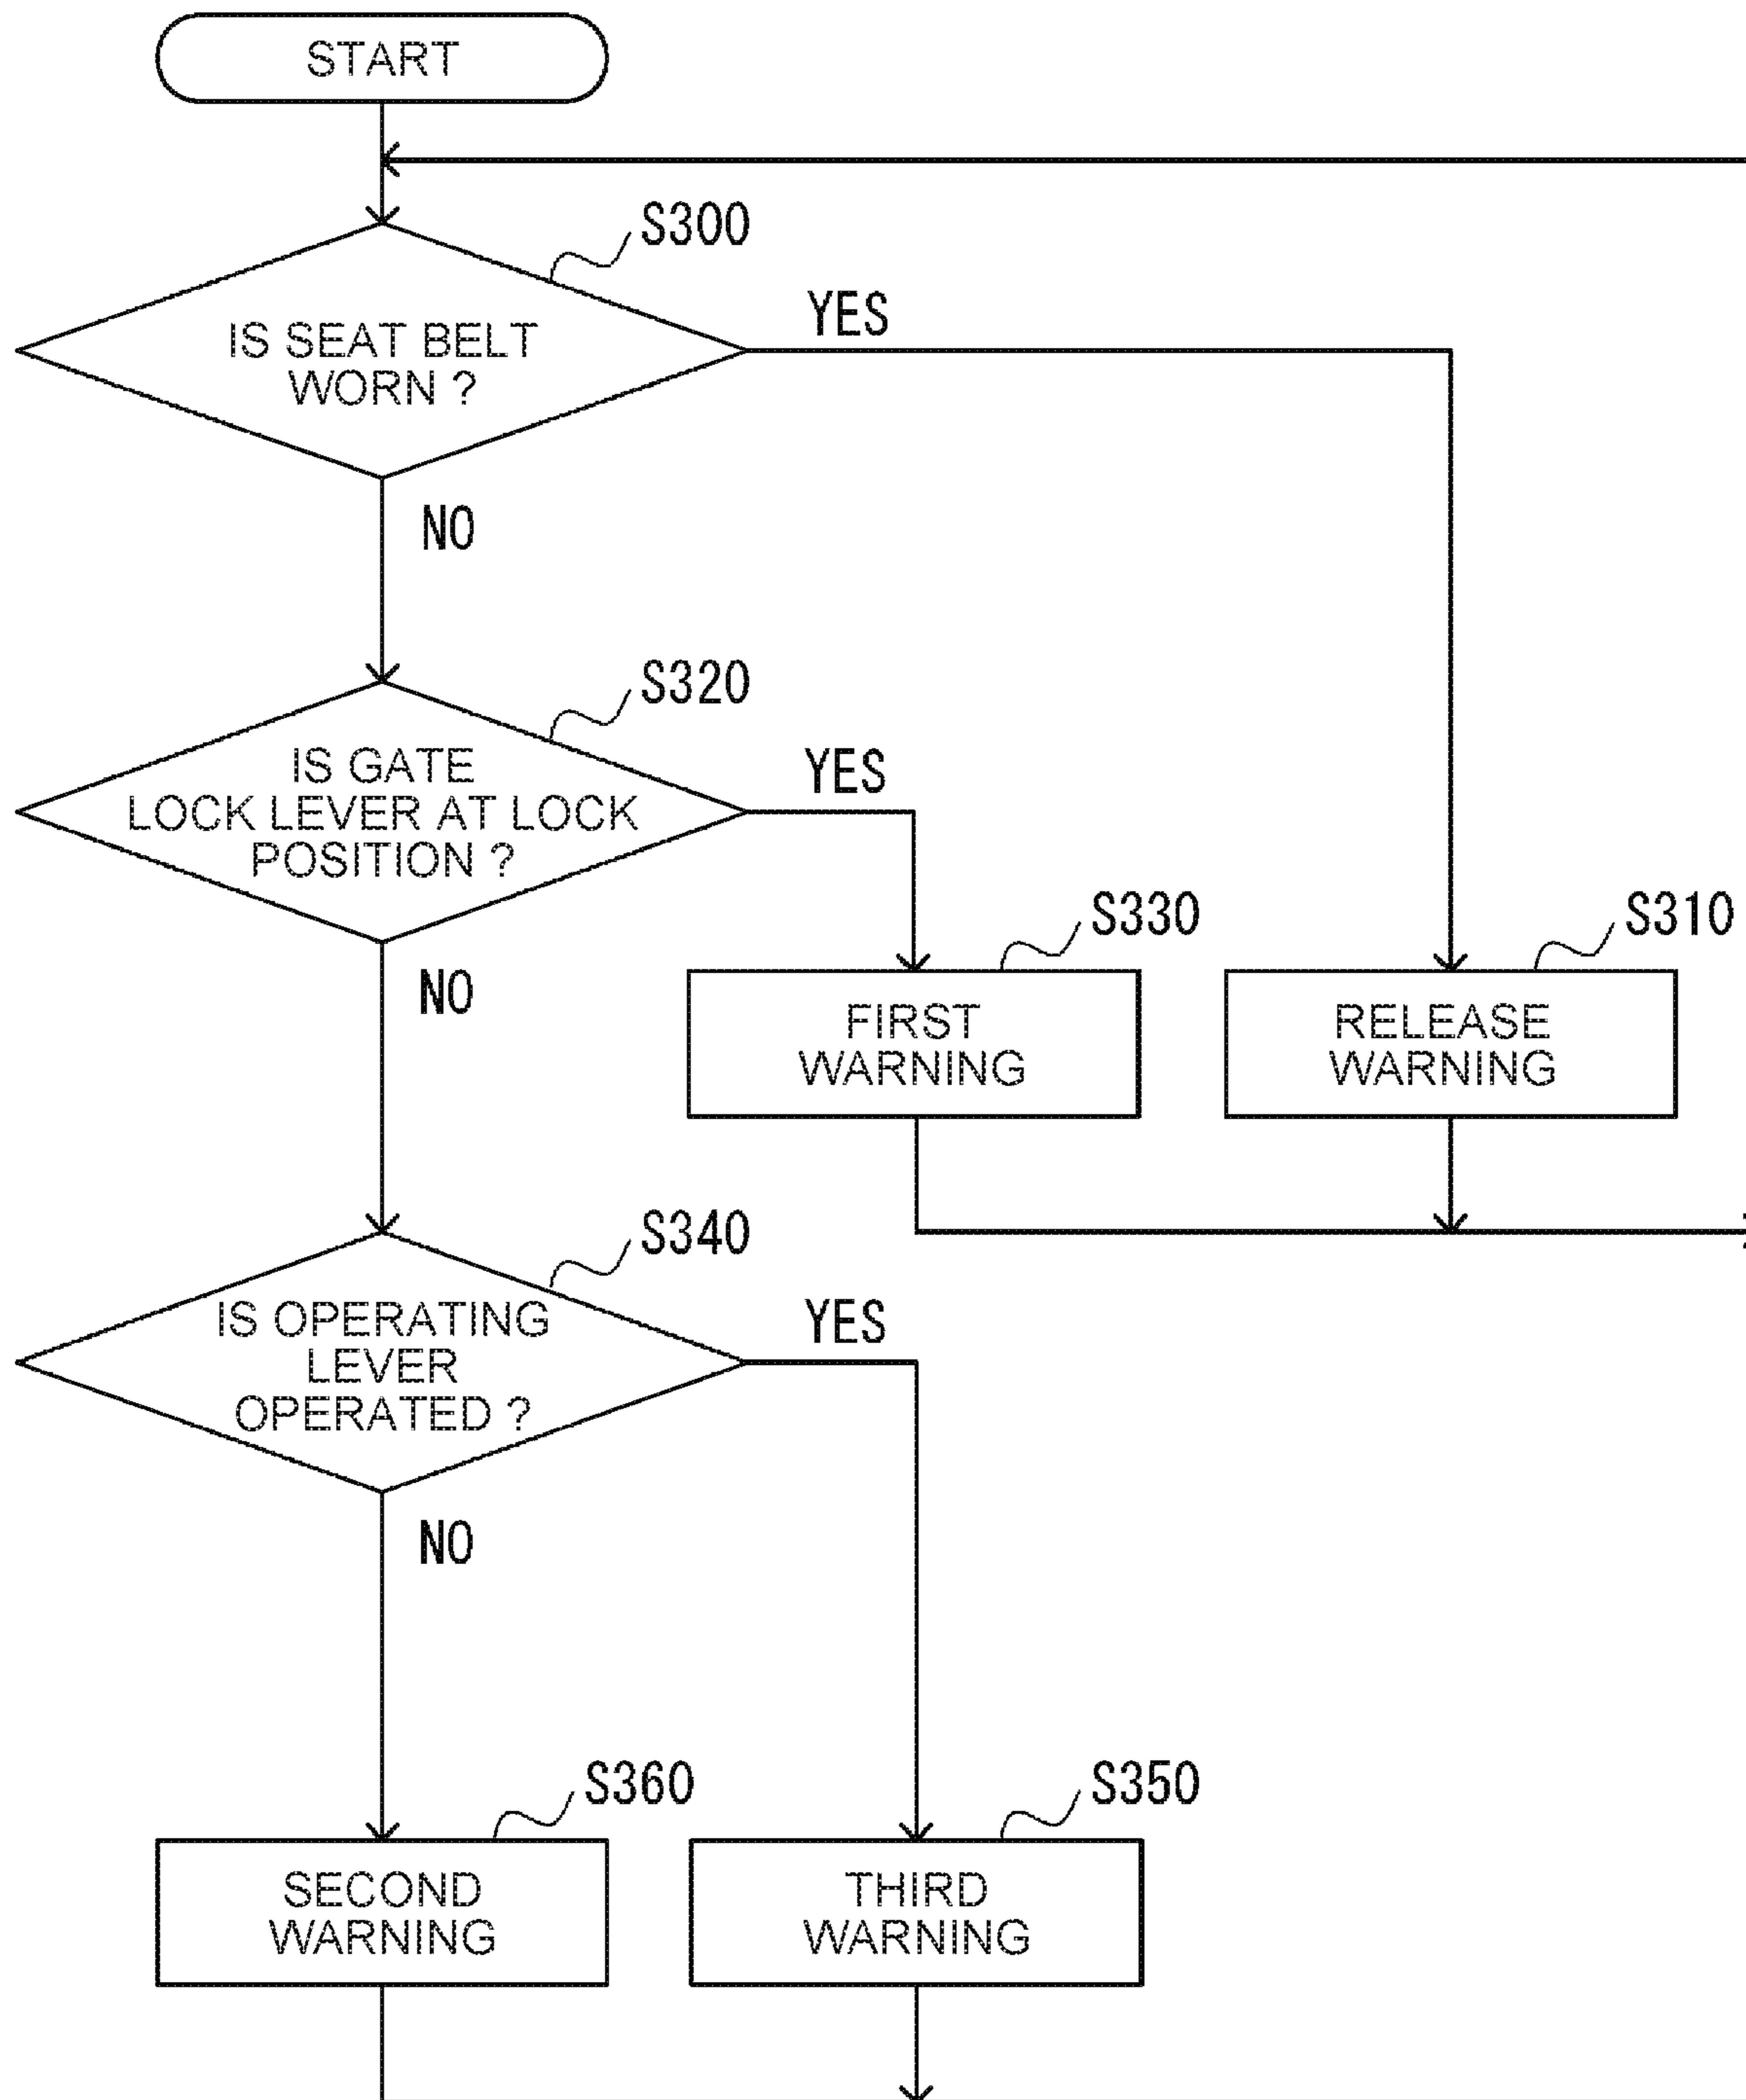 START
S300
IS SEAT BELT
WORN ?
YES
NO
S320
IS GATE
LOCK LEVER AT LOCK
POSITION ?
YES
NO
S330
FIRST
WARNING
S310
RELEASE
WARNING
S340
IS OPERATING
LEVER
OPERATED ?
YES
NO
S360
SECOND
WARNING
S350
THIRD
WARNING